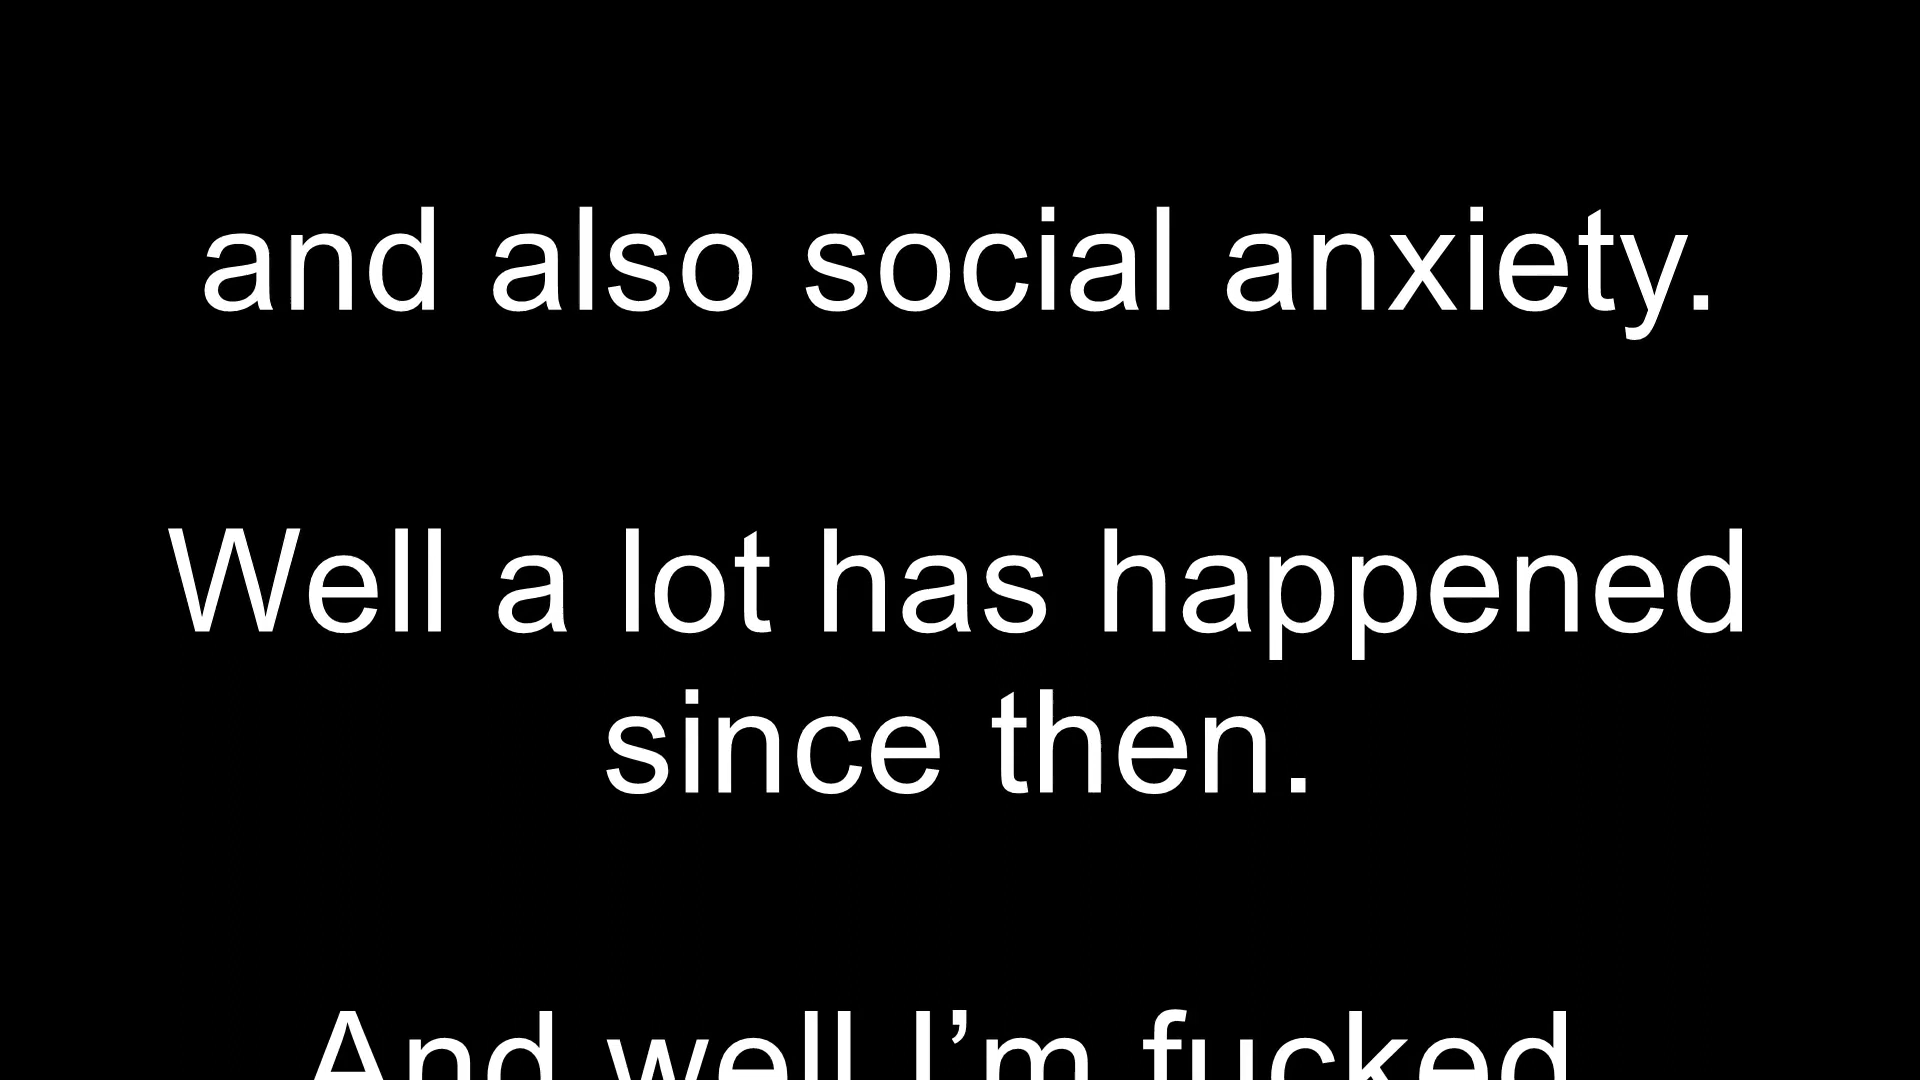 and also social anxiety.
Well a lot has happened
since then.
And well I’m fucked